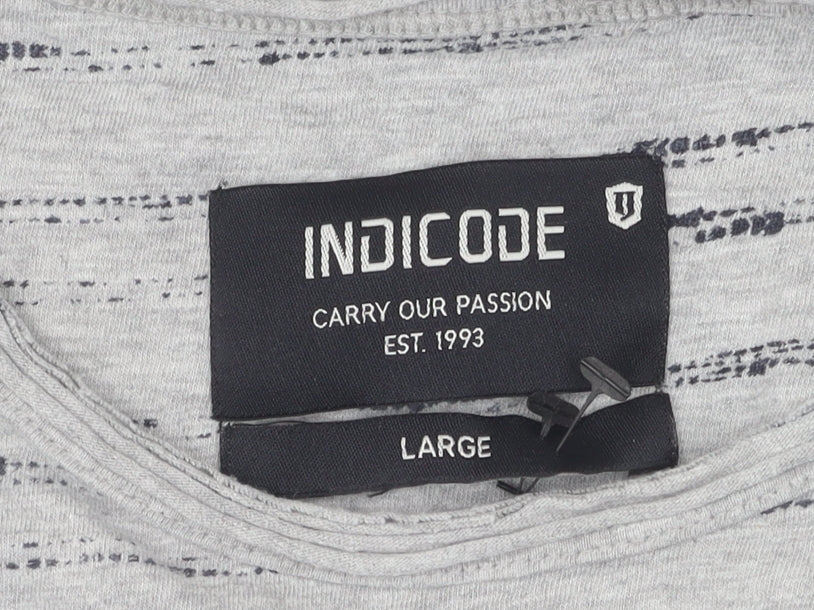 INDICODE
CARRY OUR PASSION
EST. 1993
LARGE